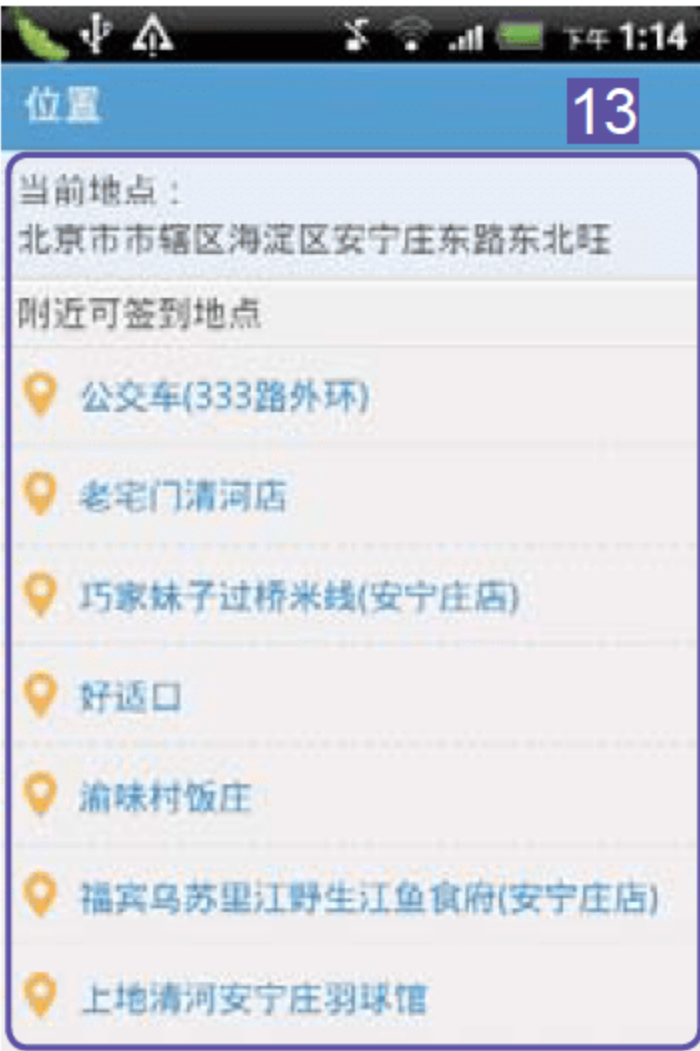 下午 1:14
位置
13
当前地点：
北京市市辖区海淀区安宁庄东路东北旺
附近可签到地点
公交车(333路外环)
老宅门清河店
巧家妹子过桥米线(安宁庄店)
好适口
渝味村饭庄
福宾乌苏里江野生江鱼食府(安宁庄店)
上地清河安宁庄羽球馆